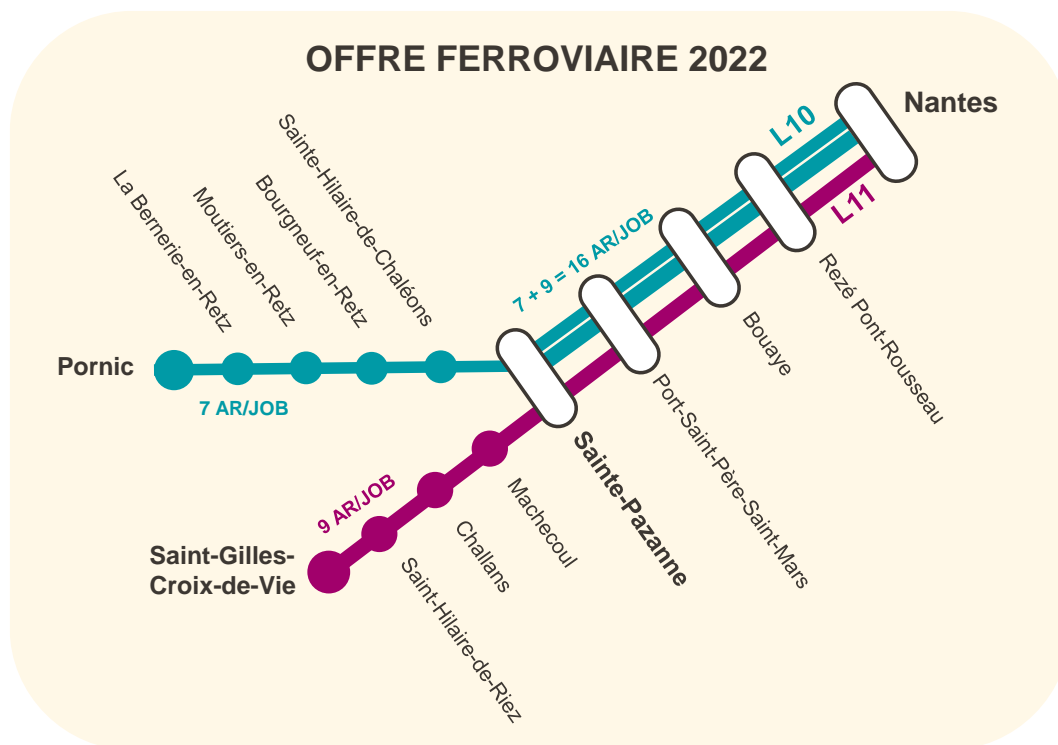 OFFRE FERROVIAIRE 2022
Nantes
L10
L11
Sainte-Hilaire-de-Chaléons
Bourgneuf-en-Retz
Moutiers-en-Retz
La Bernerie-en-Retz
7 + 9 = 16 AR/JOB
Rezé Pont-Rousseau
Bouaye
Port-Saint-Père-Saint-Mars
Sainte-Pazanne
Pornic
7 AR/JOB
9 AR/JOB
Machecoul
Challans
Saint-Hilaire-de-Riez
Saint-Gilles-
Croix-de-Vie